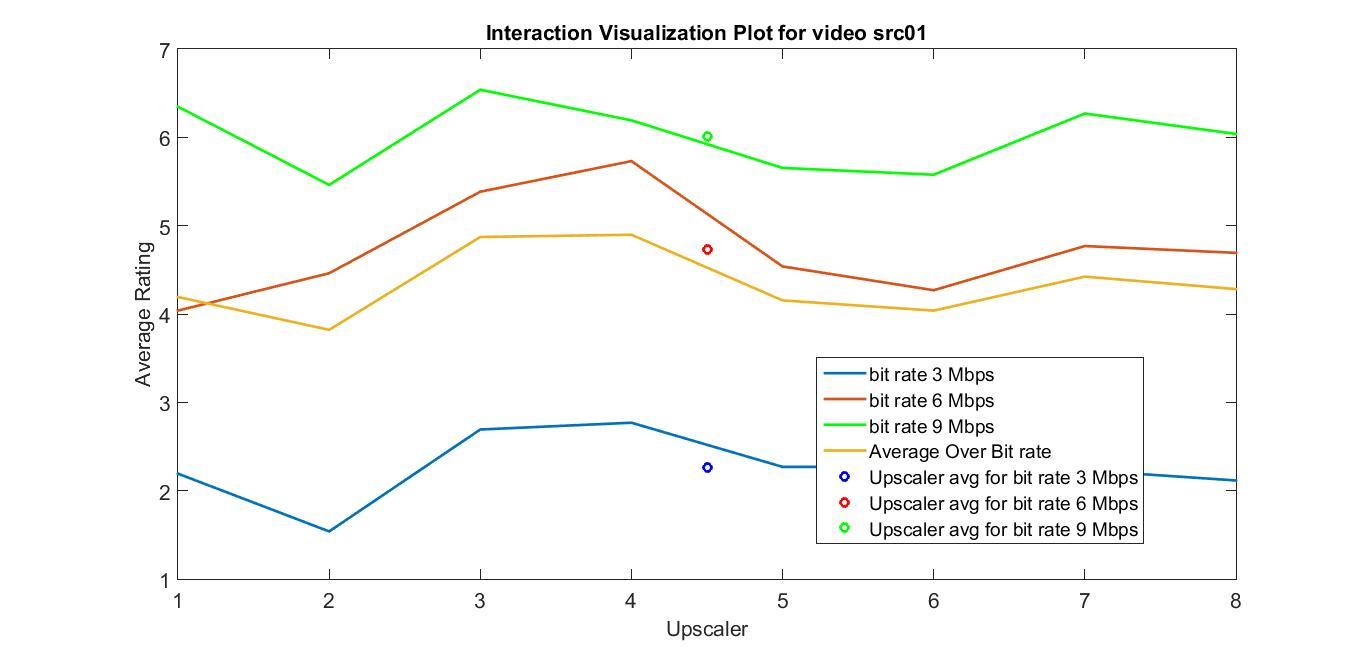 Interaction Visualization Plot for video src01
7
6
5
4
3
2
1
Average Rating
bit rate 3 Mbps
bit rate 6 Mbps
bit rate 9 Mbps
Average Over Bit rate
Upscaler avg for bit rate 3 Mbps
Upscaler avg for bit rate 6 Mbps
Upscaler avg for bit rate 9 Mbps
1 2 3 4 5 6 7 8
Upscaler